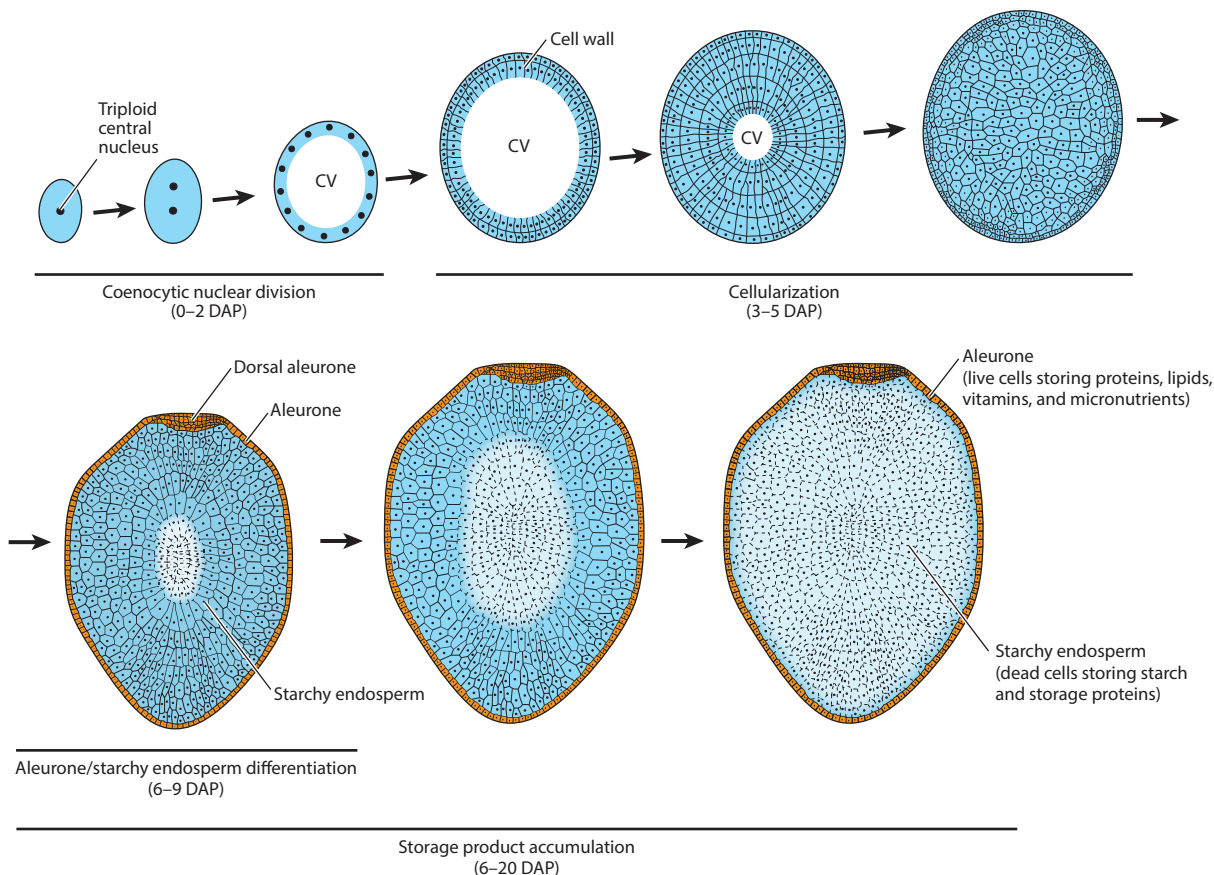 Cell wall
Triploid
central
nucleus
CV
CV
CV
Coenocytic nuclear division
(0–2 DAP)
Cellularization
(3–5 DAP)
Dorsal aleurone
Aleurone
Starchy endosperm
Aleurone
(live cells storing proteins, lipids,
vitamins, and micronutrients)
Starchy endosperm
(dead cells storing starch
and storage proteins)
Aleurone/starchy endosperm differentiation
(6–9 DAP)
Storage product accumulation
(6–20 DAP)